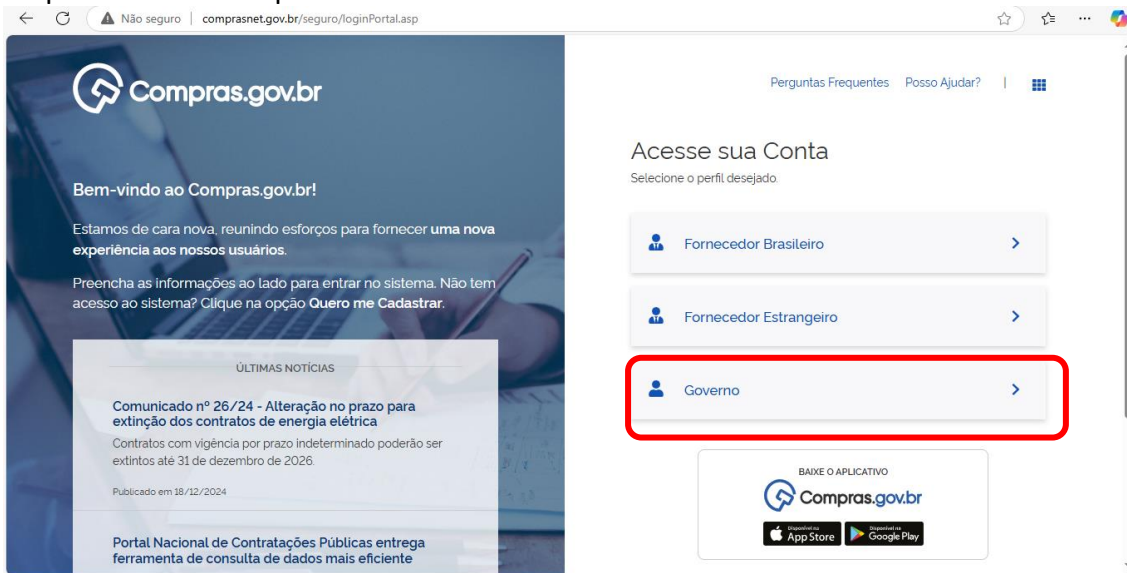 Não seguro | comprasnet.gov.br/seguro/loginPortal.asp
Compras.gov.br
Bem-vindo ao Compras.gov.br!
Estamos de cara nova, reunindo esforços para fornecer uma nova
experiência aos nossos usuários.
Preencha as informações ao lado para entrar no sistema. Não tem
acesso ao sistema? Clique na opção Quero me Cadastrar.
ÚLTIMAS NOTÍCIAS
Comunicado nº 26/24 - Alteração no prazo para
extinção dos contratos de energia elétrica
Contratos com vigência por prazo indeterminado poderão ser
extintos até 31 de dezembro de 2026.
Publicado em 18/12/2024
Portal Nacional de Contratações Públicas entrega
ferramenta de consulta de dados mais eficiente
Perguntas Frequentes Posso Ajudar? |
Acesse sua Conta
Selecione o perfil desejado.
Fornecedor Brasileiro
Fornecedor Estrangeiro
Governo
BAIXE O APLICATIVO
Compras.gov.br
Disponível na
App Store
Disponível na
Google Play